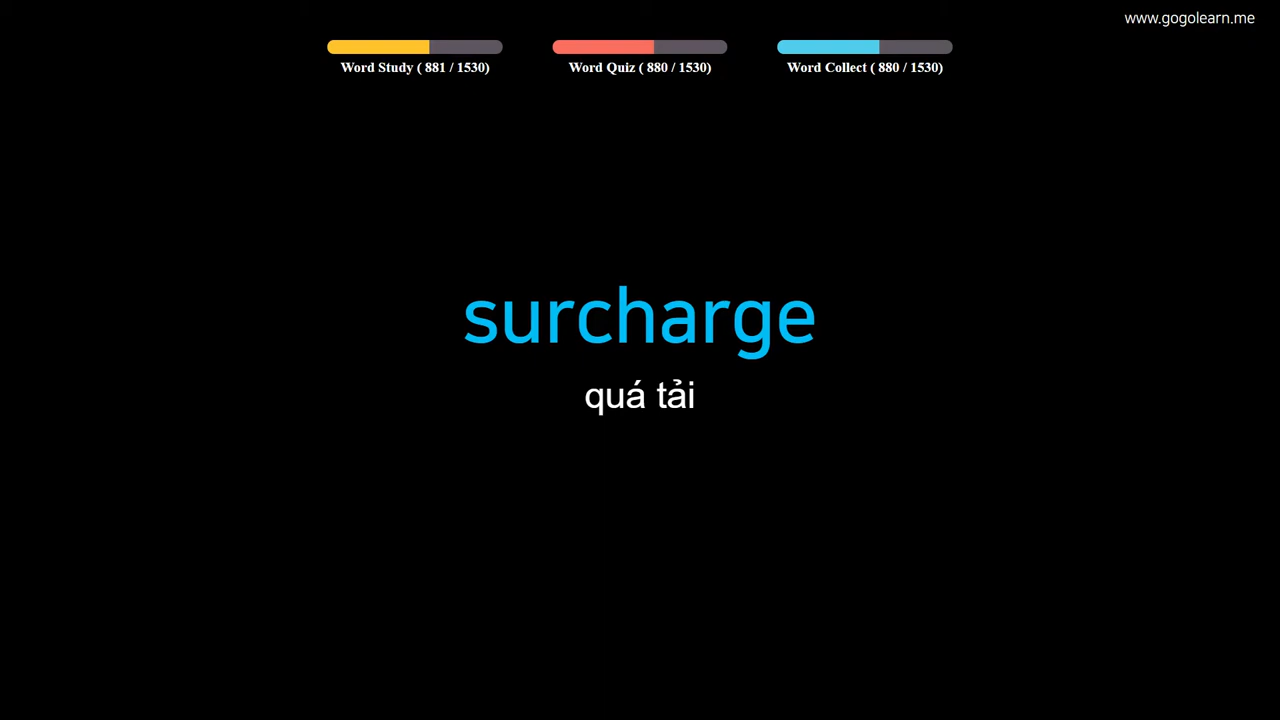 www.gogolearn.me
Word Study ( 881 / 1530)
Word Quiz ( 880 / 1530)
Word Collect ( 880 / 1530)
surcharge
quá tải